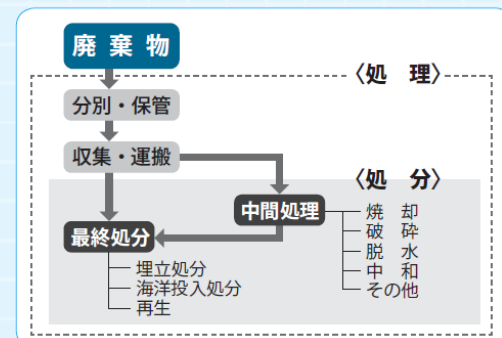 廃棄物
〈処　理〉
分別・保管
収集・運搬
〈処　分〉
中間処理
焼　却
破　砕
脱　水
中　和
その他
最終処分
埋立処分
海洋投入処分
再生